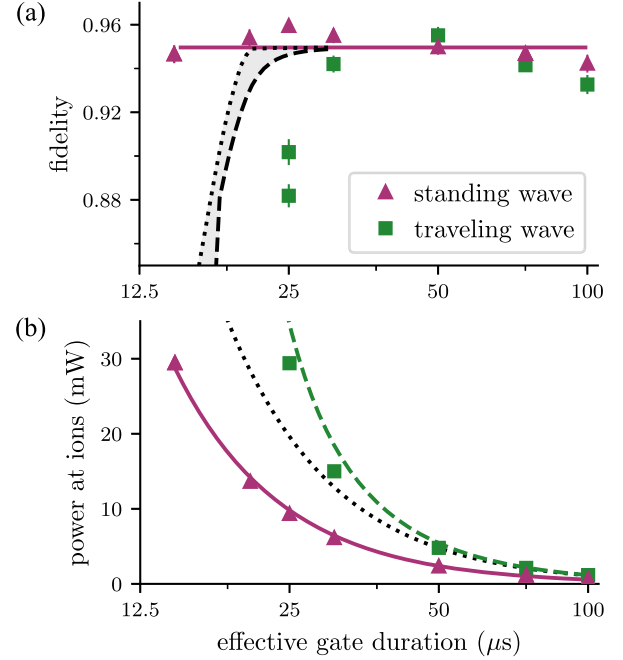 (a)
0.96
0.92
0.88
fidelity
standing wave
traveling wave
12.5
25
50
100
(b)
30
20
10
0
power at ions (mW)
12.5
25
50
100
effective gate duration (μs)